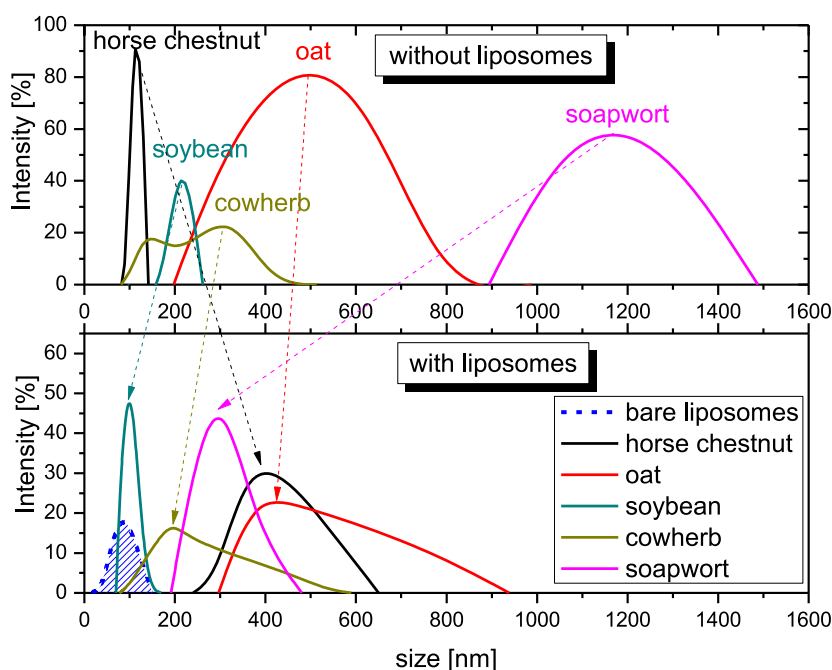 horse chestnut
oat
without liposomes
soapwort
soybean
cowherb
Intensity [%]
100
80
60
40
20
0
0 200 400 600 800 1000 1200 1400 1600
with liposomes
Intensity [%]
60
50
40
30
20
10
0
bare liposomes
horse chestnut
oat
soybean
cowherb
soapwort
0 200 400 600 800 1000 1200 1400 1600
size [nm]